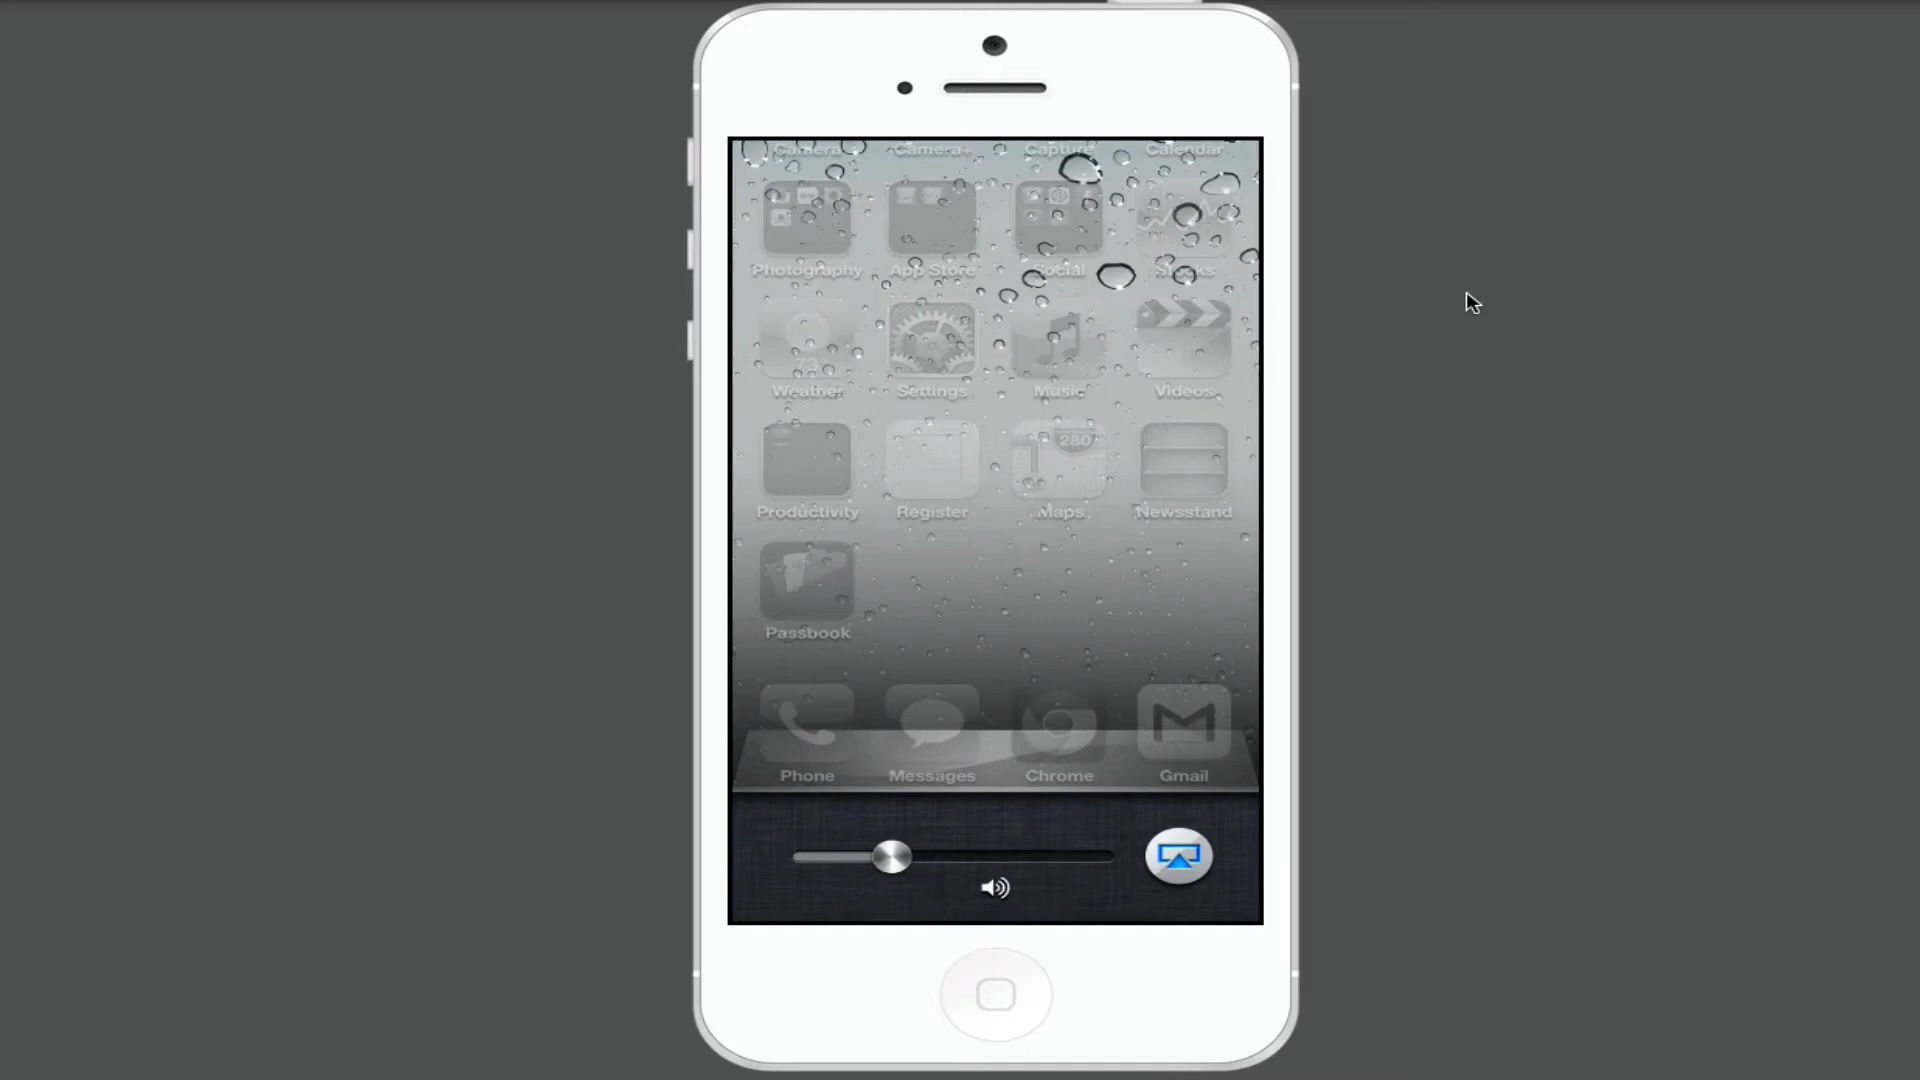 Camera Camera+ Capture Calendar
Photography App Store Social Stocks
73°
Weather Settings Music Videos
280
Productivity Register Maps Newsstand
Passbook
Phone Messages Chrome Gmail